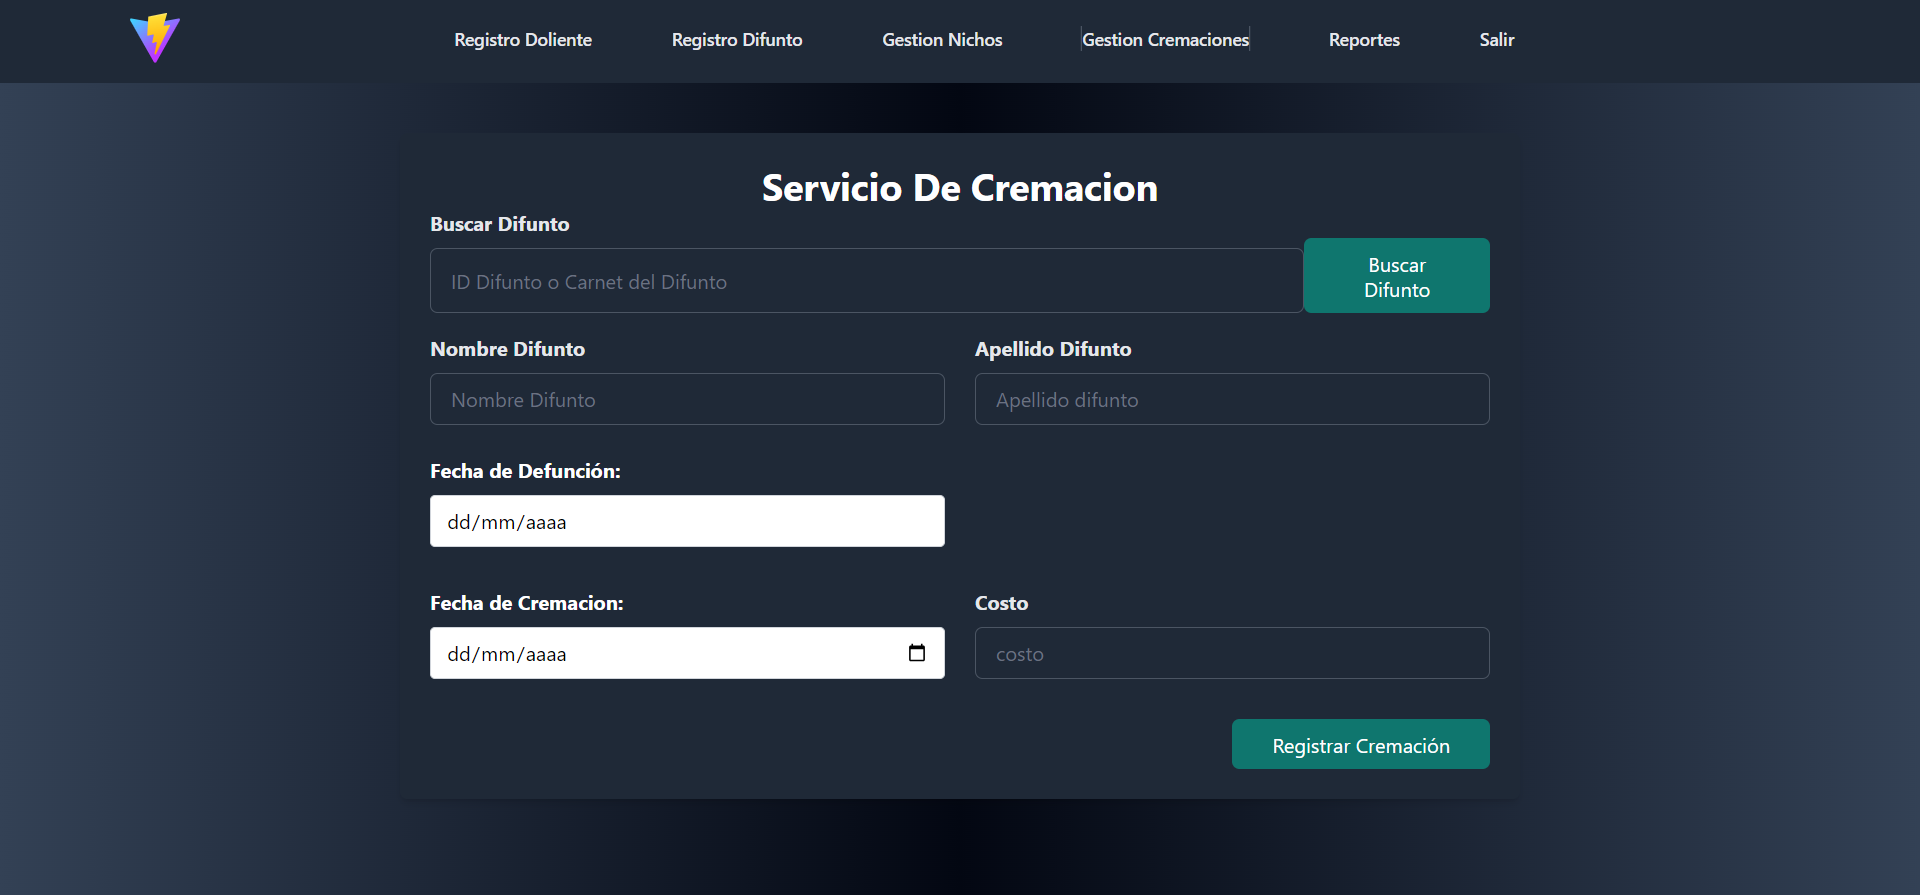 Registro Doliente
Registro Difunto
Gestion Nichos
Gestion Cremaciones
Reportes
Salir
Servicio De Cremacion
Buscar Difunto
ID Difunto o Carnet del Difunto
Buscar
Difunto
Nombre Difunto
Apellido Difunto
Nombre Difunto
Apellido difunto
Fecha de Defunción:
dd/mm/aaaa
Fecha de Cremacion:
Costo
dd/mm/aaaa
costo
Registrar Cremación